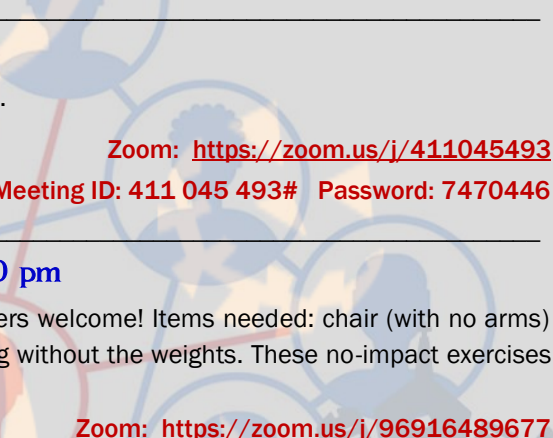 .
Zoom: https://zoom.us/j/411045493
Meeting ID: 411 045 493# Password: 7470446
pm
ers welcome! Items needed: chair (with no arms)
g without the weights. These no-impact exercises
Zoom: https://zoom.us/j/96916489677